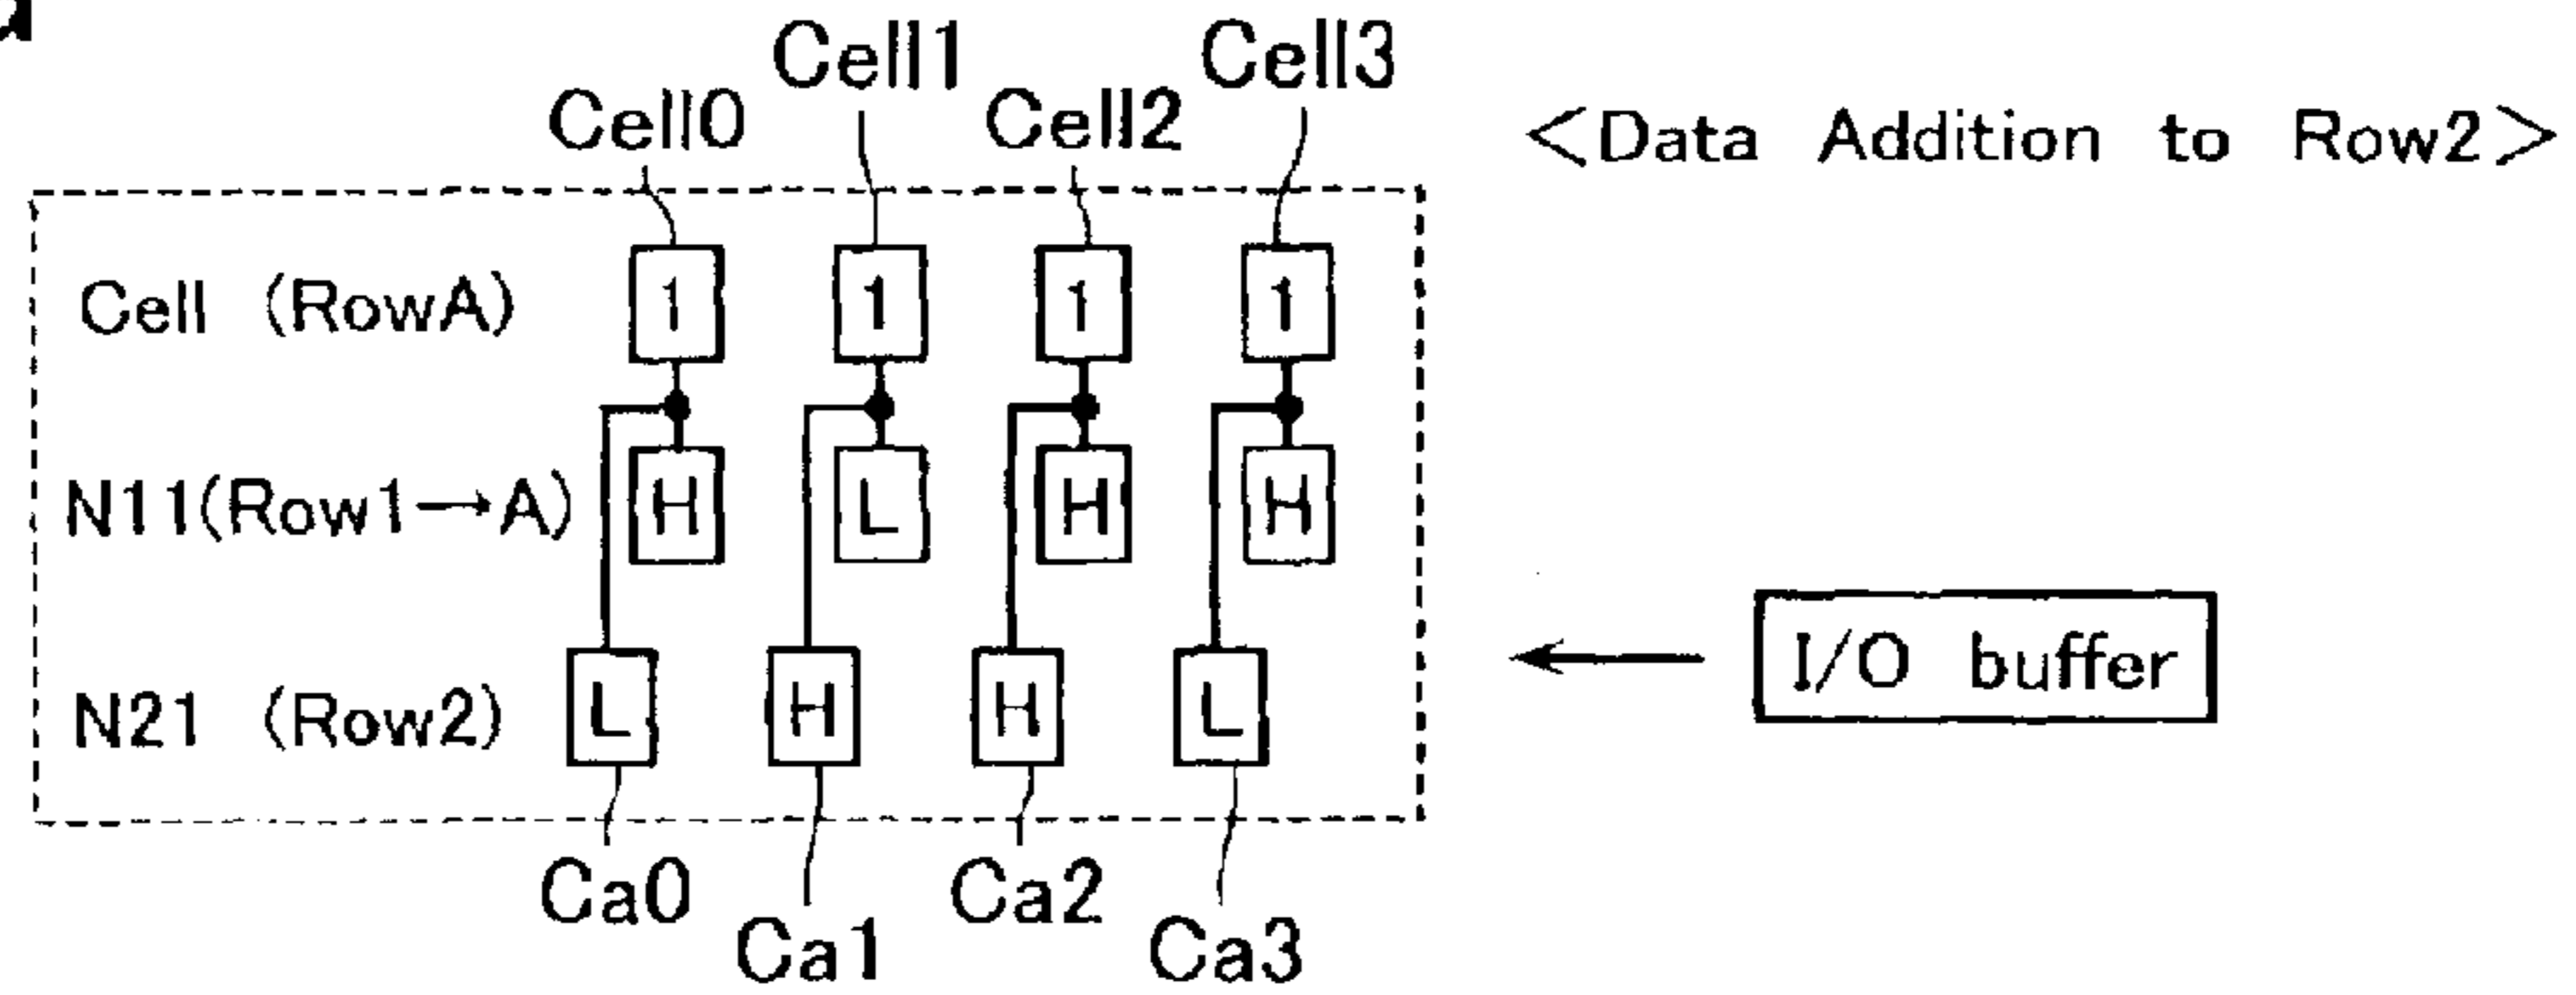 Cell1 Cell3
Cell0 Cell2 <Data Addition to Row2>
Cell (RowA) 1 1 1 1
N11(Row1→A) H L H H
I/O buffer
N21 (Row2) L H H L
Ca0 Ca2
Ca1 Ca3